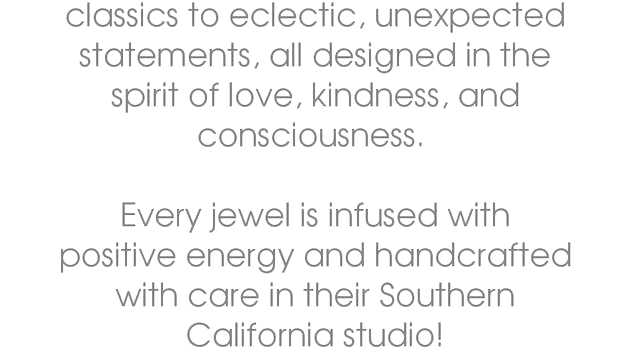 classics to eclectic, unexpected
statements, all designed in the
spirit of love, kindness, and
consciousness.
Every jewel is infused with
positive energy and handcrafted
with care in their Southern
California studio!